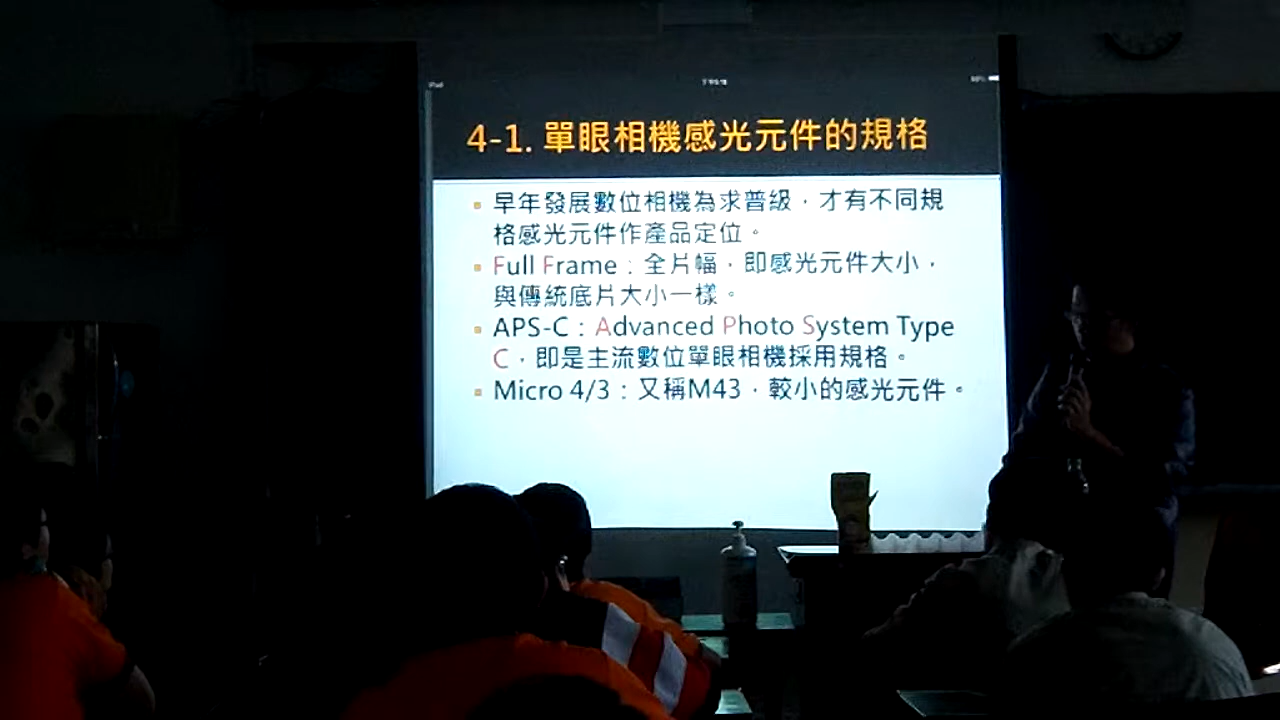 4-1. 單眼相機感光元件的規格
早年發展數位相機為求普級，才有不同規
格感光元件作產品定位。
Full Frame：全片幅，即感光元件大小，
與傳統底片大小一樣。
APS-C：Advanced Photo System Type
C，即是主流數位單眼相機採用規格。
Micro 4/3：又稱M43，較小的感光元件。